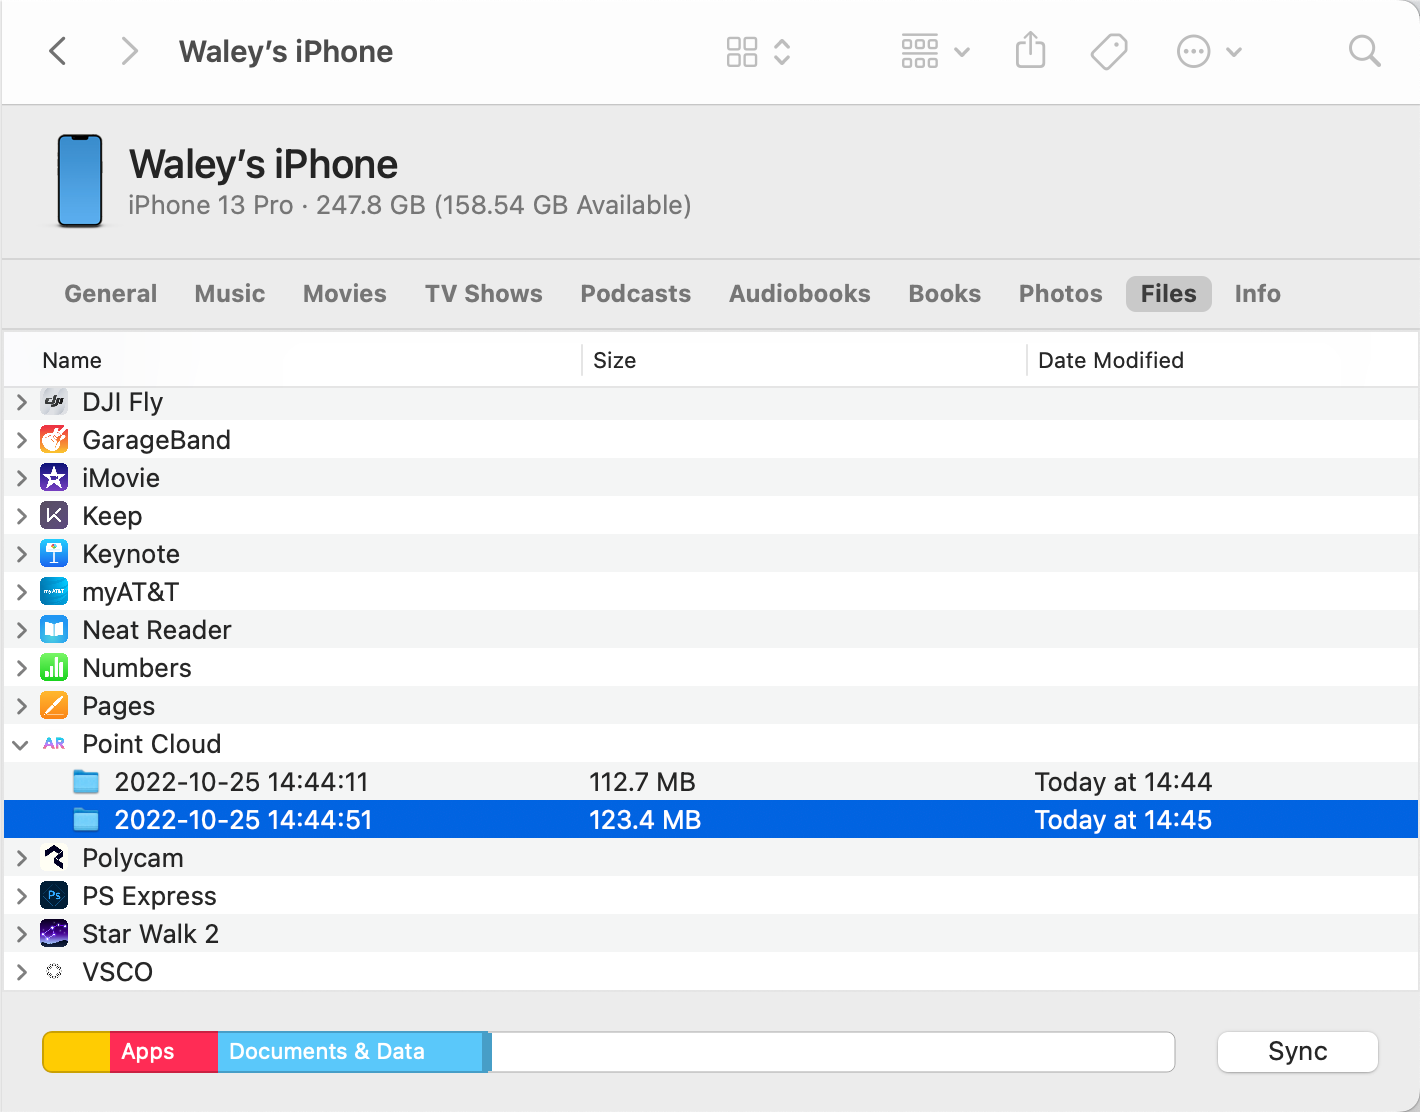 Waley’s iPhone
Waley’s iPhone
iPhone 13 Pro · 247.8 GB (158.54 GB Available)
General Music Movies TV Shows Podcasts Audiobooks Books Photos Files Info
Name Size Date Modified
dji DJI Fly
GarageBand
iMovie
K Keep
Keynote
my AT&T myAT&T
Neat Reader
Numbers
Pages
AR Point Cloud
2022-10-25 14:44:11 112.7 MB Today at 14:44
2022-10-25 14:44:51 123.4 MB Today at 14:45
Polycam
Ps PS Express
Star Walk 2
VSCO
Apps Documents & Data Sync